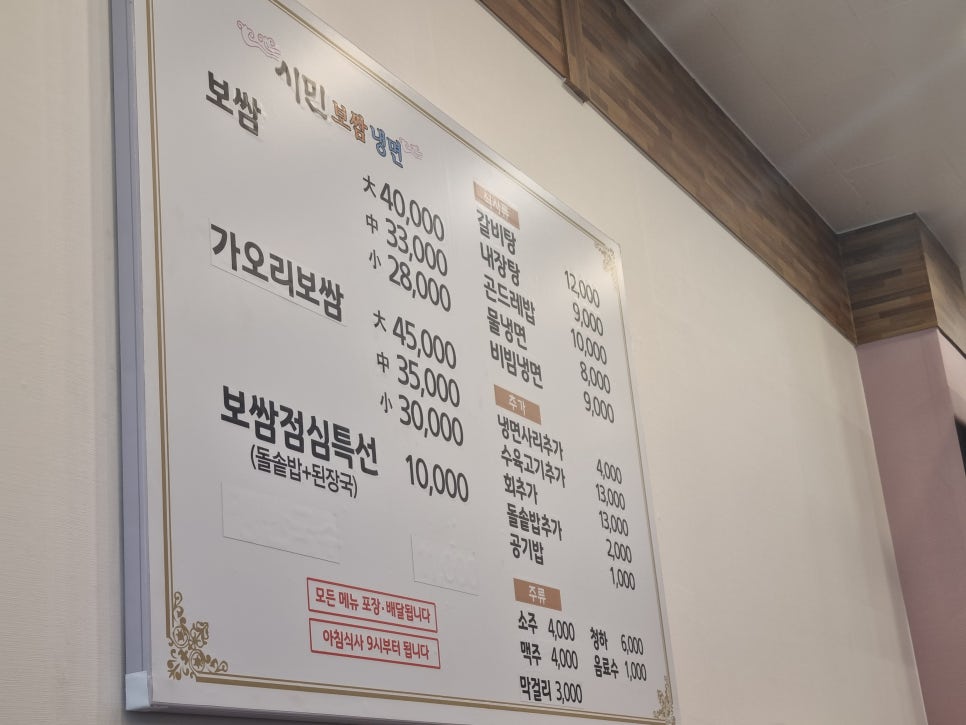 시민 보쌈 냉면
보쌈
大 40,000
中 33,000
小 28,000
가오리보쌈
大 45,000
中 35,000
小 30,000
보쌈점심특선 10,000
(돌솥밥+된장국)
모든 메뉴 포장·배달됩니다
아침식사 9시부터 됩니다
식사류
갈비탕 12,000
내장탕 9,000
곤드레밥 10,000
물냉면 8,000
비빔냉면 9,000
추가
냉면사리추가 4,000
수육고기추가 13,000
회추가 13,000
돌솥밥추가 2,000
공기밥 1,000
주류
소주 4,000 청하 6,000
맥주 4,000 음료수 1,000
막걸리 3,000